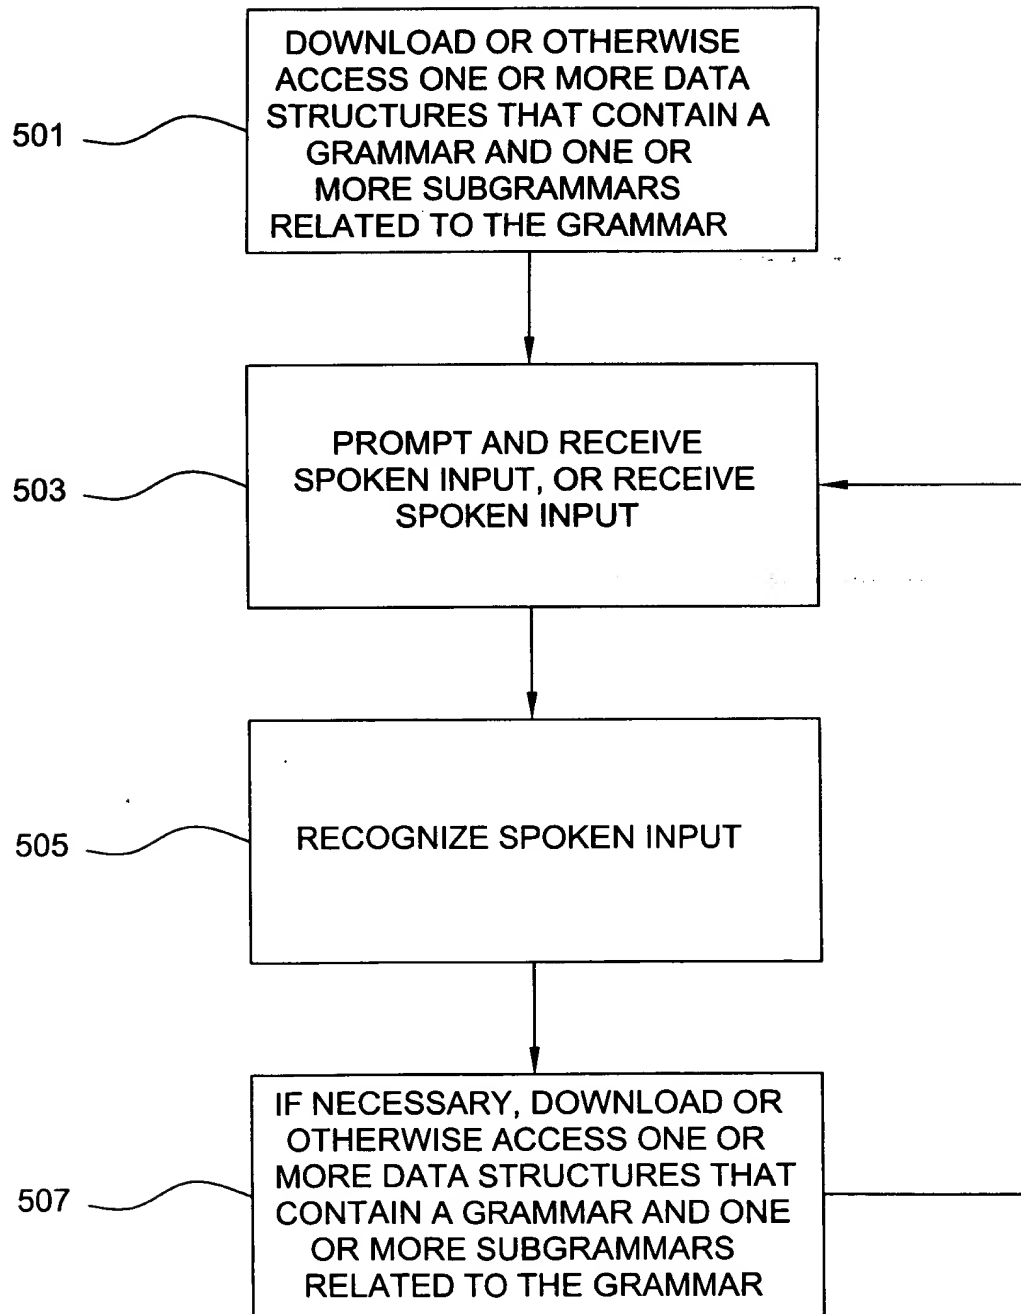 DOWNLOAD OR OTHERWISE
ACCESS ONE OR MORE DATA
STRUCTURES THAT CONTAIN A
GRAMMAR AND ONE OR
MORE SUBGRAMMARS
RELATED TO THE GRAMMAR
501
PROMPT AND RECEIVE
SPOKEN INPUT, OR RECEIVE
SPOKEN INPUT
503
RECOGNIZE SPOKEN INPUT
505
IF NECESSARY, DOWNLOAD OR
OTHERWISE ACCESS ONE OR
MORE DATA STRUCTURES THAT
CONTAIN A GRAMMAR AND ONE
OR MORE SUBGRAMMARS
RELATED TO THE GRAMMAR
507